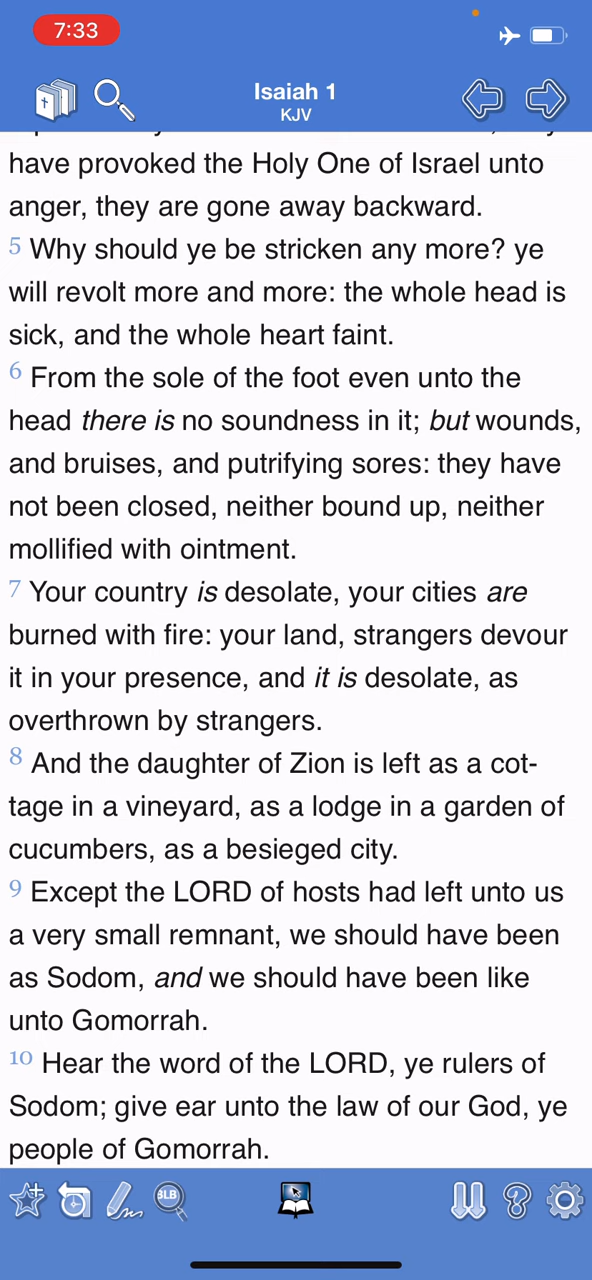 7:33
Isaiah 1
KJV
have provoked the Holy One of Israel unto
anger, they are gone away backward.
5 Why should ye be stricken any more? ye
will revolt more and more: the whole head is
sick, and the whole heart faint.
6 From the sole of the foot even unto the
head there is no soundness in it; but wounds,
and bruises, and putrifying sores: they have
not been closed, neither bound up, neither
mollified with ointment.
7 Your country is desolate, your cities are
burned with fire: your land, strangers devour
it in your presence, and it is desolate, as
overthrown by strangers.
8 And the daughter of Zion is left as a cot-
tage in a vineyard, as a lodge in a garden of
cucumbers, as a besieged city.
9 Except the LORD of hosts had left unto us
a very small remnant, we should have been
as Sodom, and we should have been like
unto Gomorrah.
10 Hear the word of the LORD, ye rulers of
Sodom; give ear unto the law of our God, ye
people of Gomorrah.
BLB